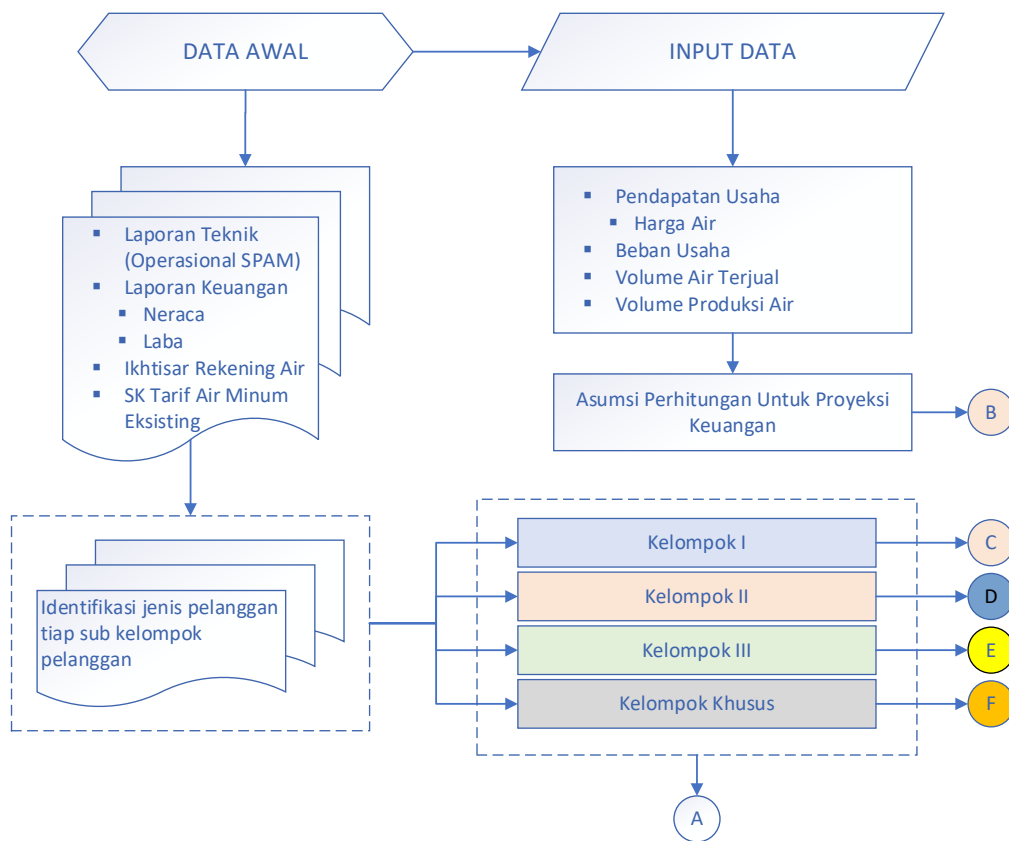 DATA AWAL
INPUT DATA
▪ Laporan Teknik
(Operasional SPAM)
▪ Laporan Keuangan
▪ Neraca
▪ Laba
▪ Ikhtisar Rekening Air
▪ SK Tarif Air Minum
Eksisting
▪ Pendapatan Usaha
▪ Harga Air
▪ Beban Usaha
▪ Volume Air Terjual
▪ Volume Produksi Air
Asumsi Perhitungan Untuk Proyeksi
Keuangan
B
Identifikasi jenis pelanggan
tiap sub kelompok
pelanggan
Kelompok I
C
Kelompok II
D
Kelompok III
E
Kelompok Khusus
F
A